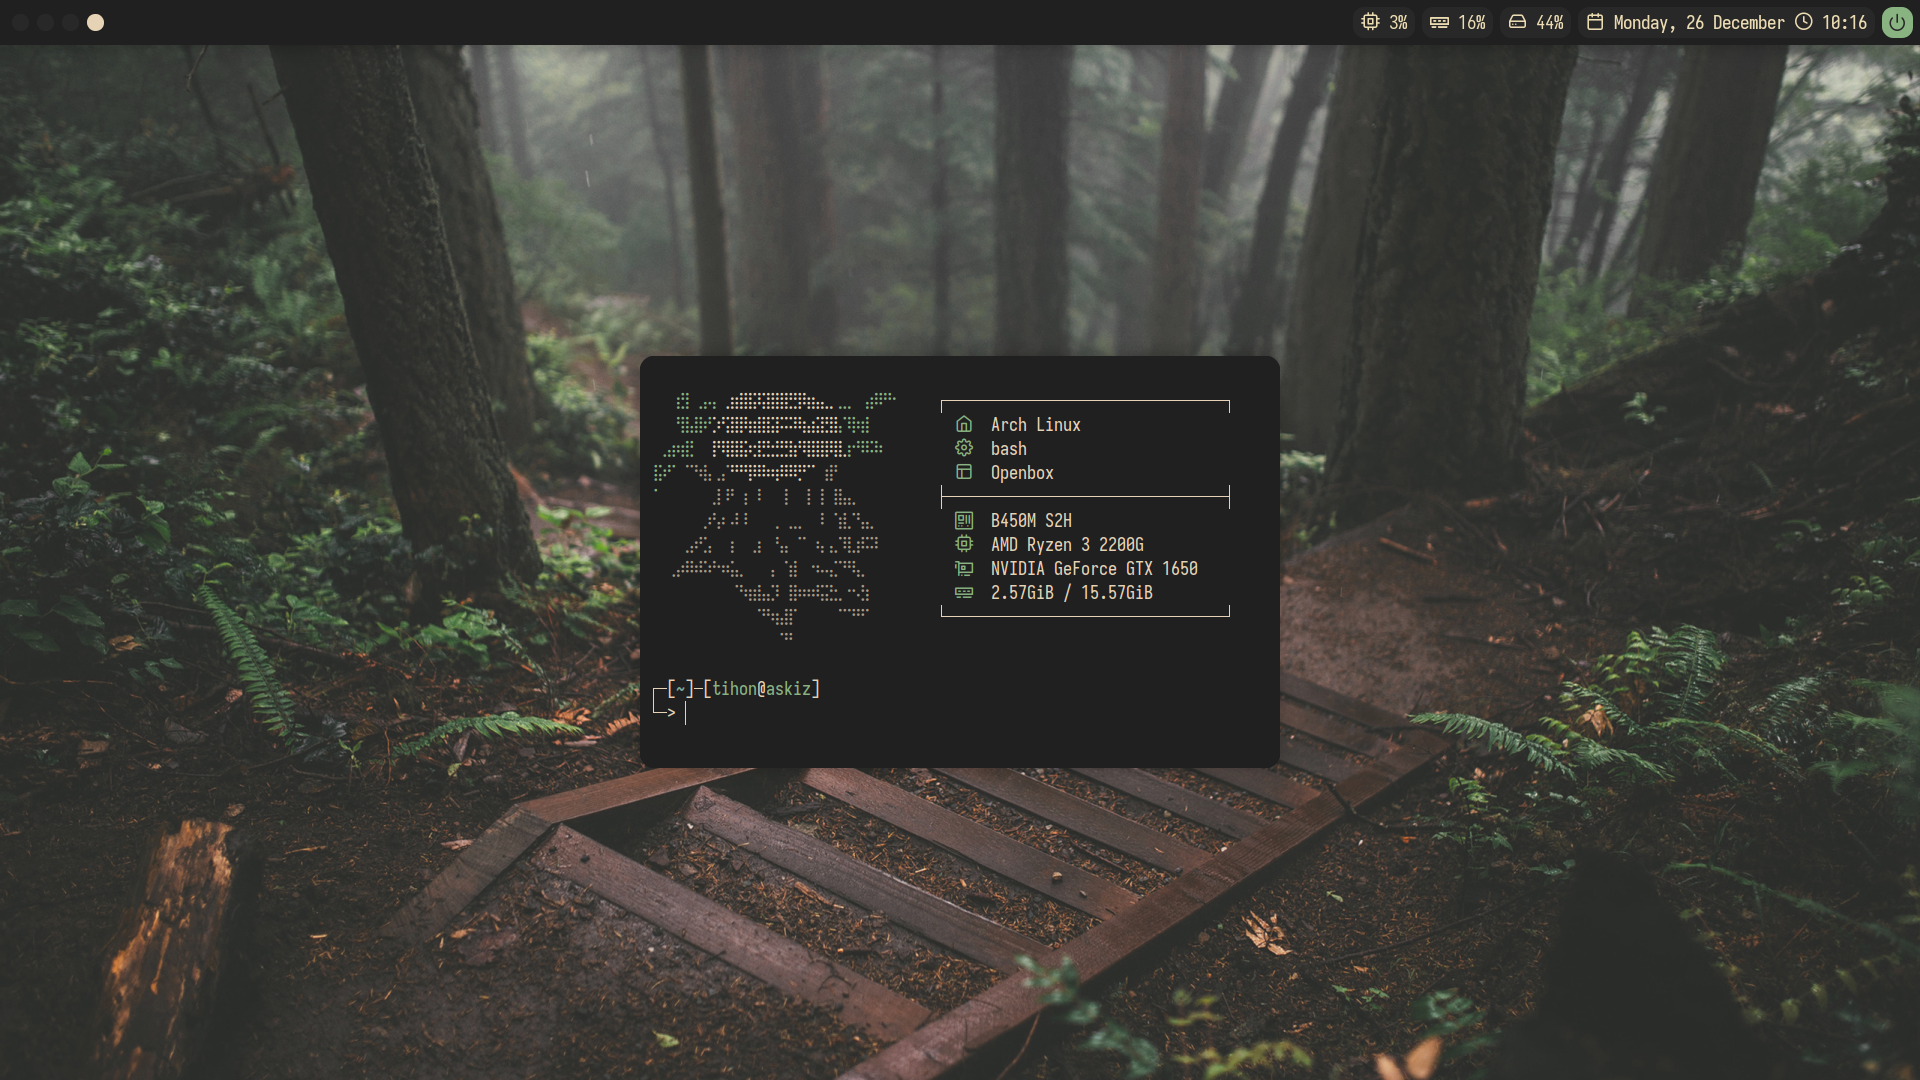 3% 16% 44% Monday, 26 December 10:16
Arch Linux
bash
Openbox
B450M S2H
AMD Ryzen 3 2200G
NVIDIA GeForce GTX 1650
2.57GiB / 15.57GiB
┌─[~]─[tihon@askiz]
└─>